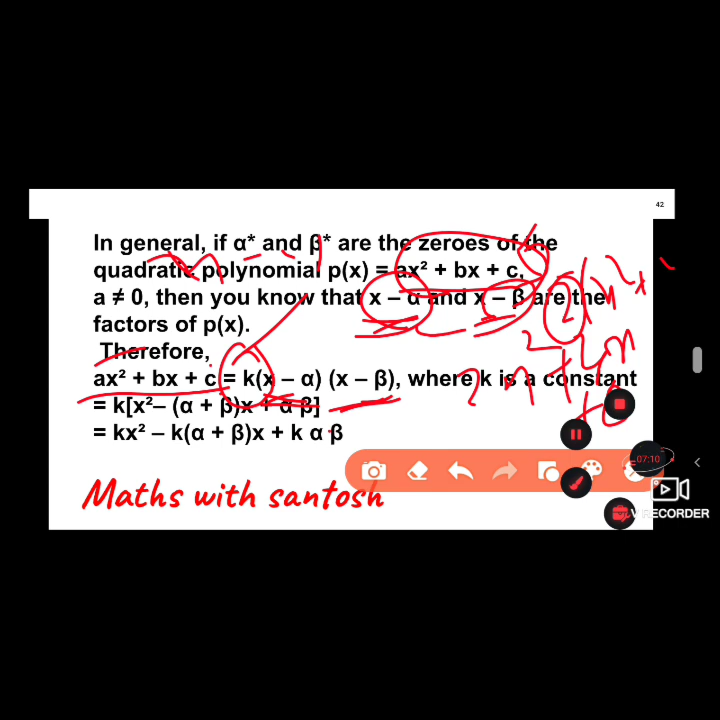 42
In general, if α* and β* are the zeroes of the
quadratic polynomial p(x) = ax² + bx + c,
a ≠ 0, then you know that x – α and x – β are the
factors of p(x).
Therefore,
ax² + bx + c = k(x – α) (x – β), where k is a constant
= k[x²– (α + β)x + α β]
= kx² – k(α + β)x + k α β
Maths with santosh
07:10
V RECORDER